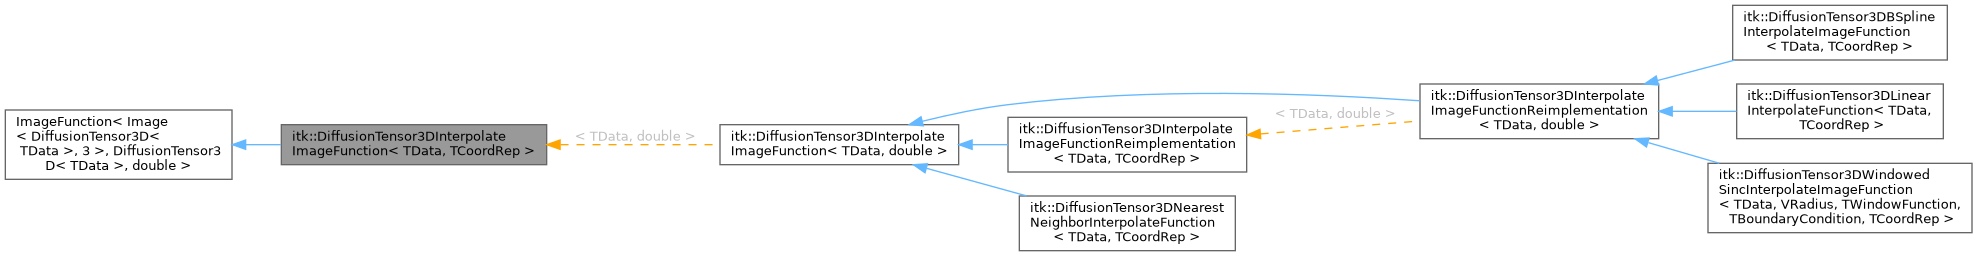 ImageFunction< Image
< DiffusionTensor3D<
TData >, 3 >, DiffusionTensor3
D< TData >, double >
itk::DiffusionTensor3DInterpolate
ImageFunction< TData, TCoordRep >
< TData, double >
itk::DiffusionTensor3DInterpolate
ImageFunction< TData, double >
itk::DiffusionTensor3DInterpolate
ImageFunctionReimplementation
< TData, TCoordRep >
itk::DiffusionTensor3DNearest
NeighborInterpolateFunction
< TData, TCoordRep >
< TData, double >
itk::DiffusionTensor3DInterpolate
ImageFunctionReimplementation
< TData, double >
itk::DiffusionTensor3DBSpline
InterpolateImageFunction
< TData, TCoordRep >
itk::DiffusionTensor3DLinear
InterpolateFunction< TData,
TCoordRep >
itk::DiffusionTensor3DWindowed
SincInterpolateImageFunction
< TData, VRadius, TWindowFunction,
TBoundaryCondition, TCoordRep >